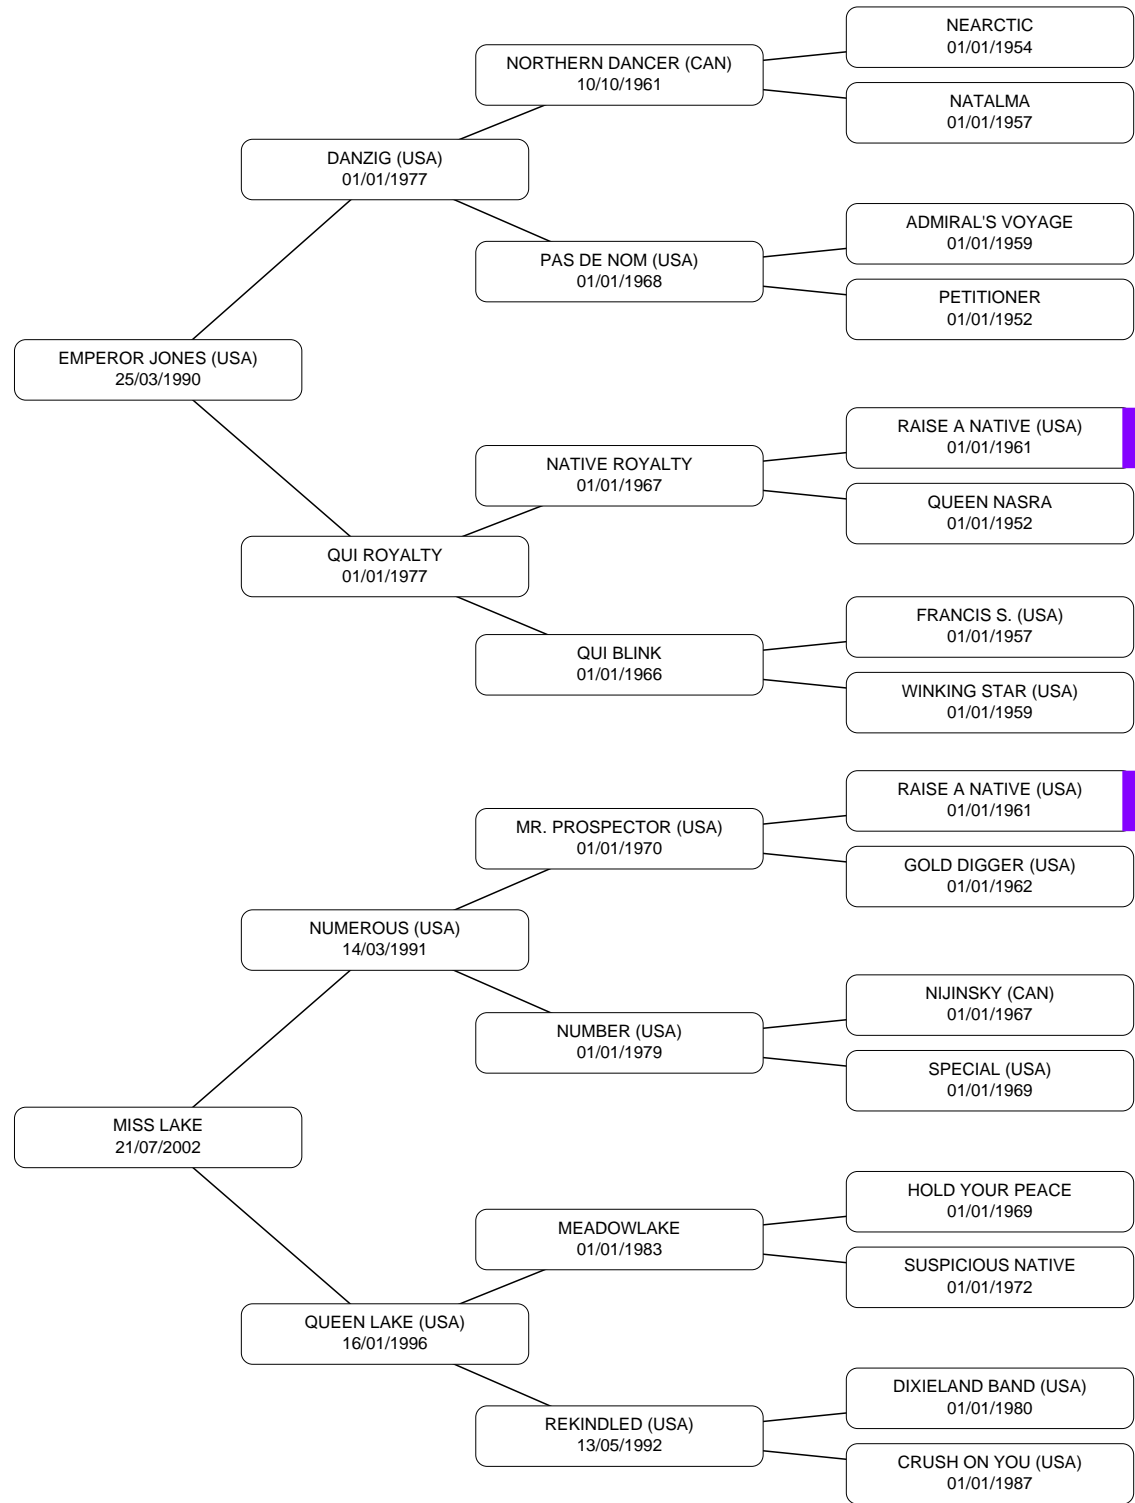 NEARCTIC
01/01/1954
NORTHERN DANCER (CAN)
10/10/1961
NATALMA
01/01/1957
DANZIG (USA)
01/01/1977
ADMIRAL'S VOYAGE
01/01/1959
PAS DE NOM (USA)
01/01/1968
PETITIONER
01/01/1952
EMPEROR JONES (USA)
25/03/1990
RAISE A NATIVE (USA)
01/01/1961
NATIVE ROYALTY
01/01/1967
QUEEN NASRA
01/01/1952
QUI ROYALTY
01/01/1977
FRANCIS S. (USA)
01/01/1957
QUI BLINK
01/01/1966
WINKING STAR (USA)
01/01/1959
RAISE A NATIVE (USA)
01/01/1961
MR. PROSPECTOR (USA)
01/01/1970
GOLD DIGGER (USA)
01/01/1962
NUMEROUS (USA)
14/03/1991
NIJINSKY (CAN)
01/01/1967
NUMBER (USA)
01/01/1979
SPECIAL (USA)
01/01/1969
MISS LAKE
21/07/2002
HOLD YOUR PEACE
01/01/1969
MEADOWLAKE
01/01/1983
SUSPICIOUS NATIVE
01/01/1972
QUEEN LAKE (USA)
16/01/1996
DIXIELAND BAND (USA)
01/01/1980
REKINDLED (USA)
13/05/1992
CRUSH ON YOU (USA)
01/01/1987